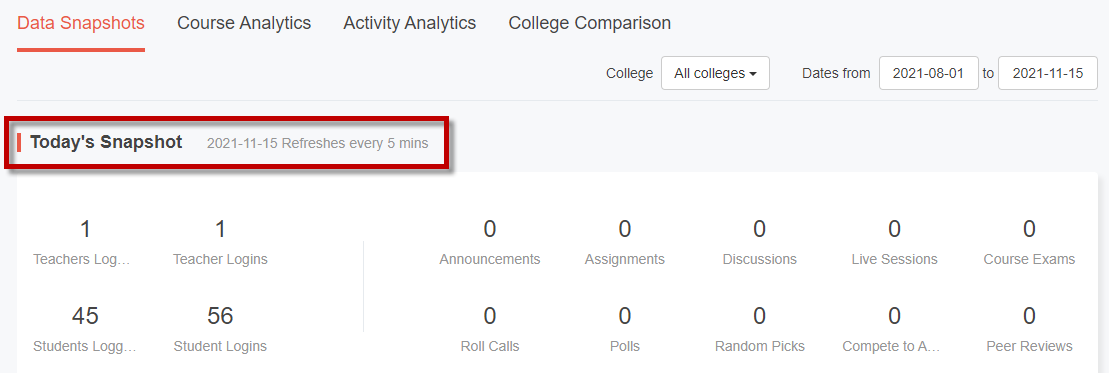 Data Snapshots Course Analytics Activity Analytics College Comparison
College All colleges Dates from 2021-08-01 to 2021-11-15
Today's Snapshot 2021-11-15 Refreshes every 5 mins
1 1 0 0 0 0 0
Teachers Log... Teacher Logins Announcements Assignments Discussions Live Sessions Course Exams
45 56 0 0 0 0 0
Students Logg... Student Logins Roll Calls Polls Random Picks Compete to A... Peer Reviews